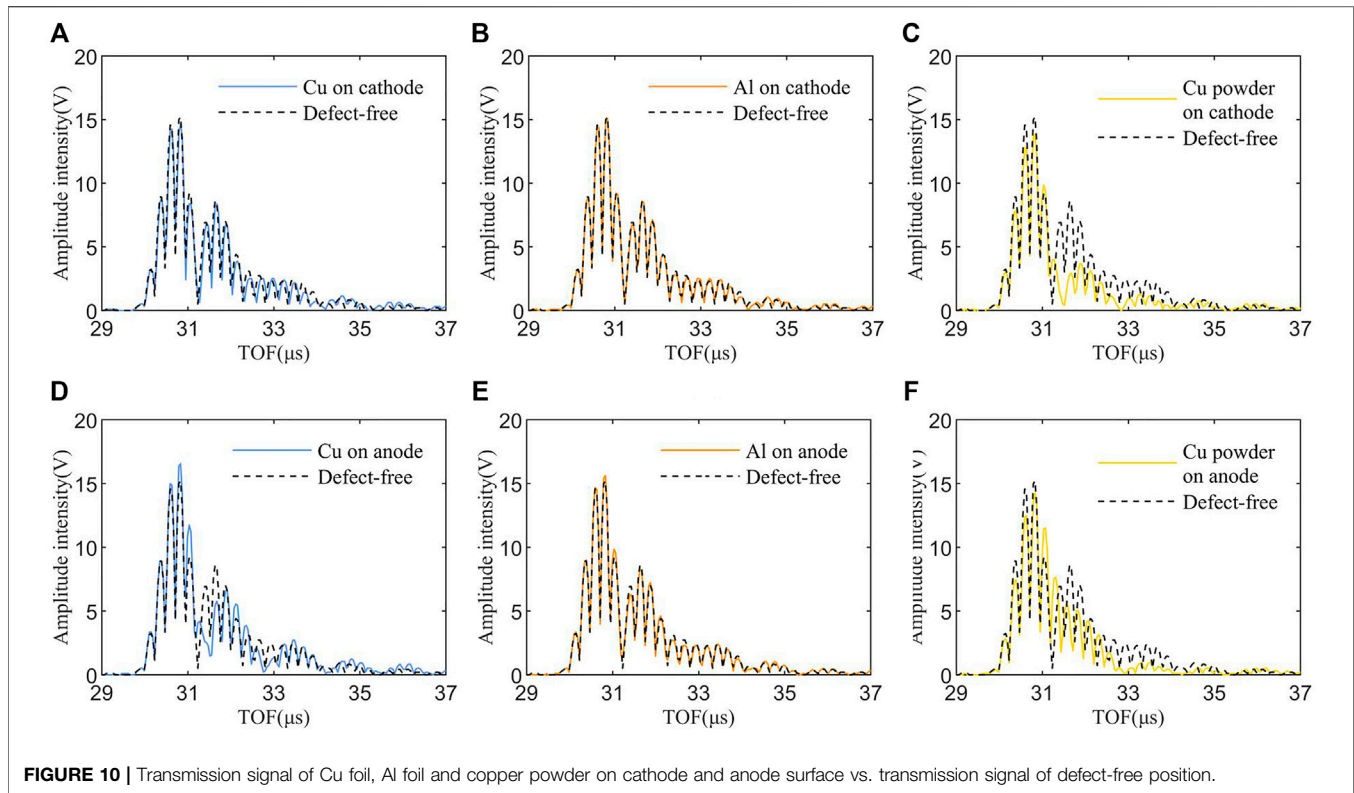 A
20
15
10
5
0
Amplitude intensity(V)
Cu on cathode
Defect-free
29 31 33 35 37
TOF(μs)
B
20
15
10
5
0
Amplitude intensity(V)
Al on cathode
Defect-free
29 31 33 35 37
TOF(μs)
C
20
15
10
5
0
Amplitude intensity(V)
Cu powder
on cathode
Defect-free
29 31 33 35 37
TOF(μs)
D
20
15
10
5
0
Amplitude intensity(V)
Cu on anode
Defect-free
29 31 33 35 37
TOF(μs)
E
20
15
10
5
0
Amplitude intensity(V)
Al on anode
Defect-free
29 31 33 35 37
TOF(μs)
F
20
15
10
5
0
Amplitude intensity(V)
Cu powder
on anode
Defect-free
29 31 33 35 37
TOF(μs)
FIGURE 10 | Transmission signal of Cu foil, Al foil and copper powder on cathode and anode surface vs. transmission signal of defect-free position.